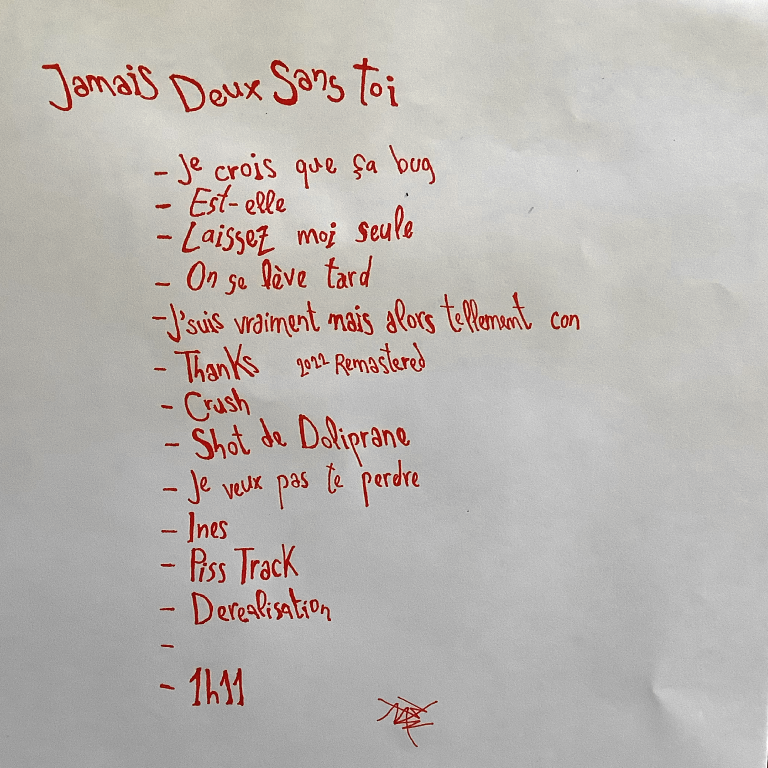 Jamais Deux Sans toi
- Je crois que ça bug
- Est-elle
- Laissez moi seule
- On se lève tard
- J'suis vraiment mais alors tellement con
- Thanks 2022 Remastered
- Crush
- Shot de Doliprane
- Je veux pas te perdre
- Ines
- Piss Track
- Derealisation
-
- 1h11